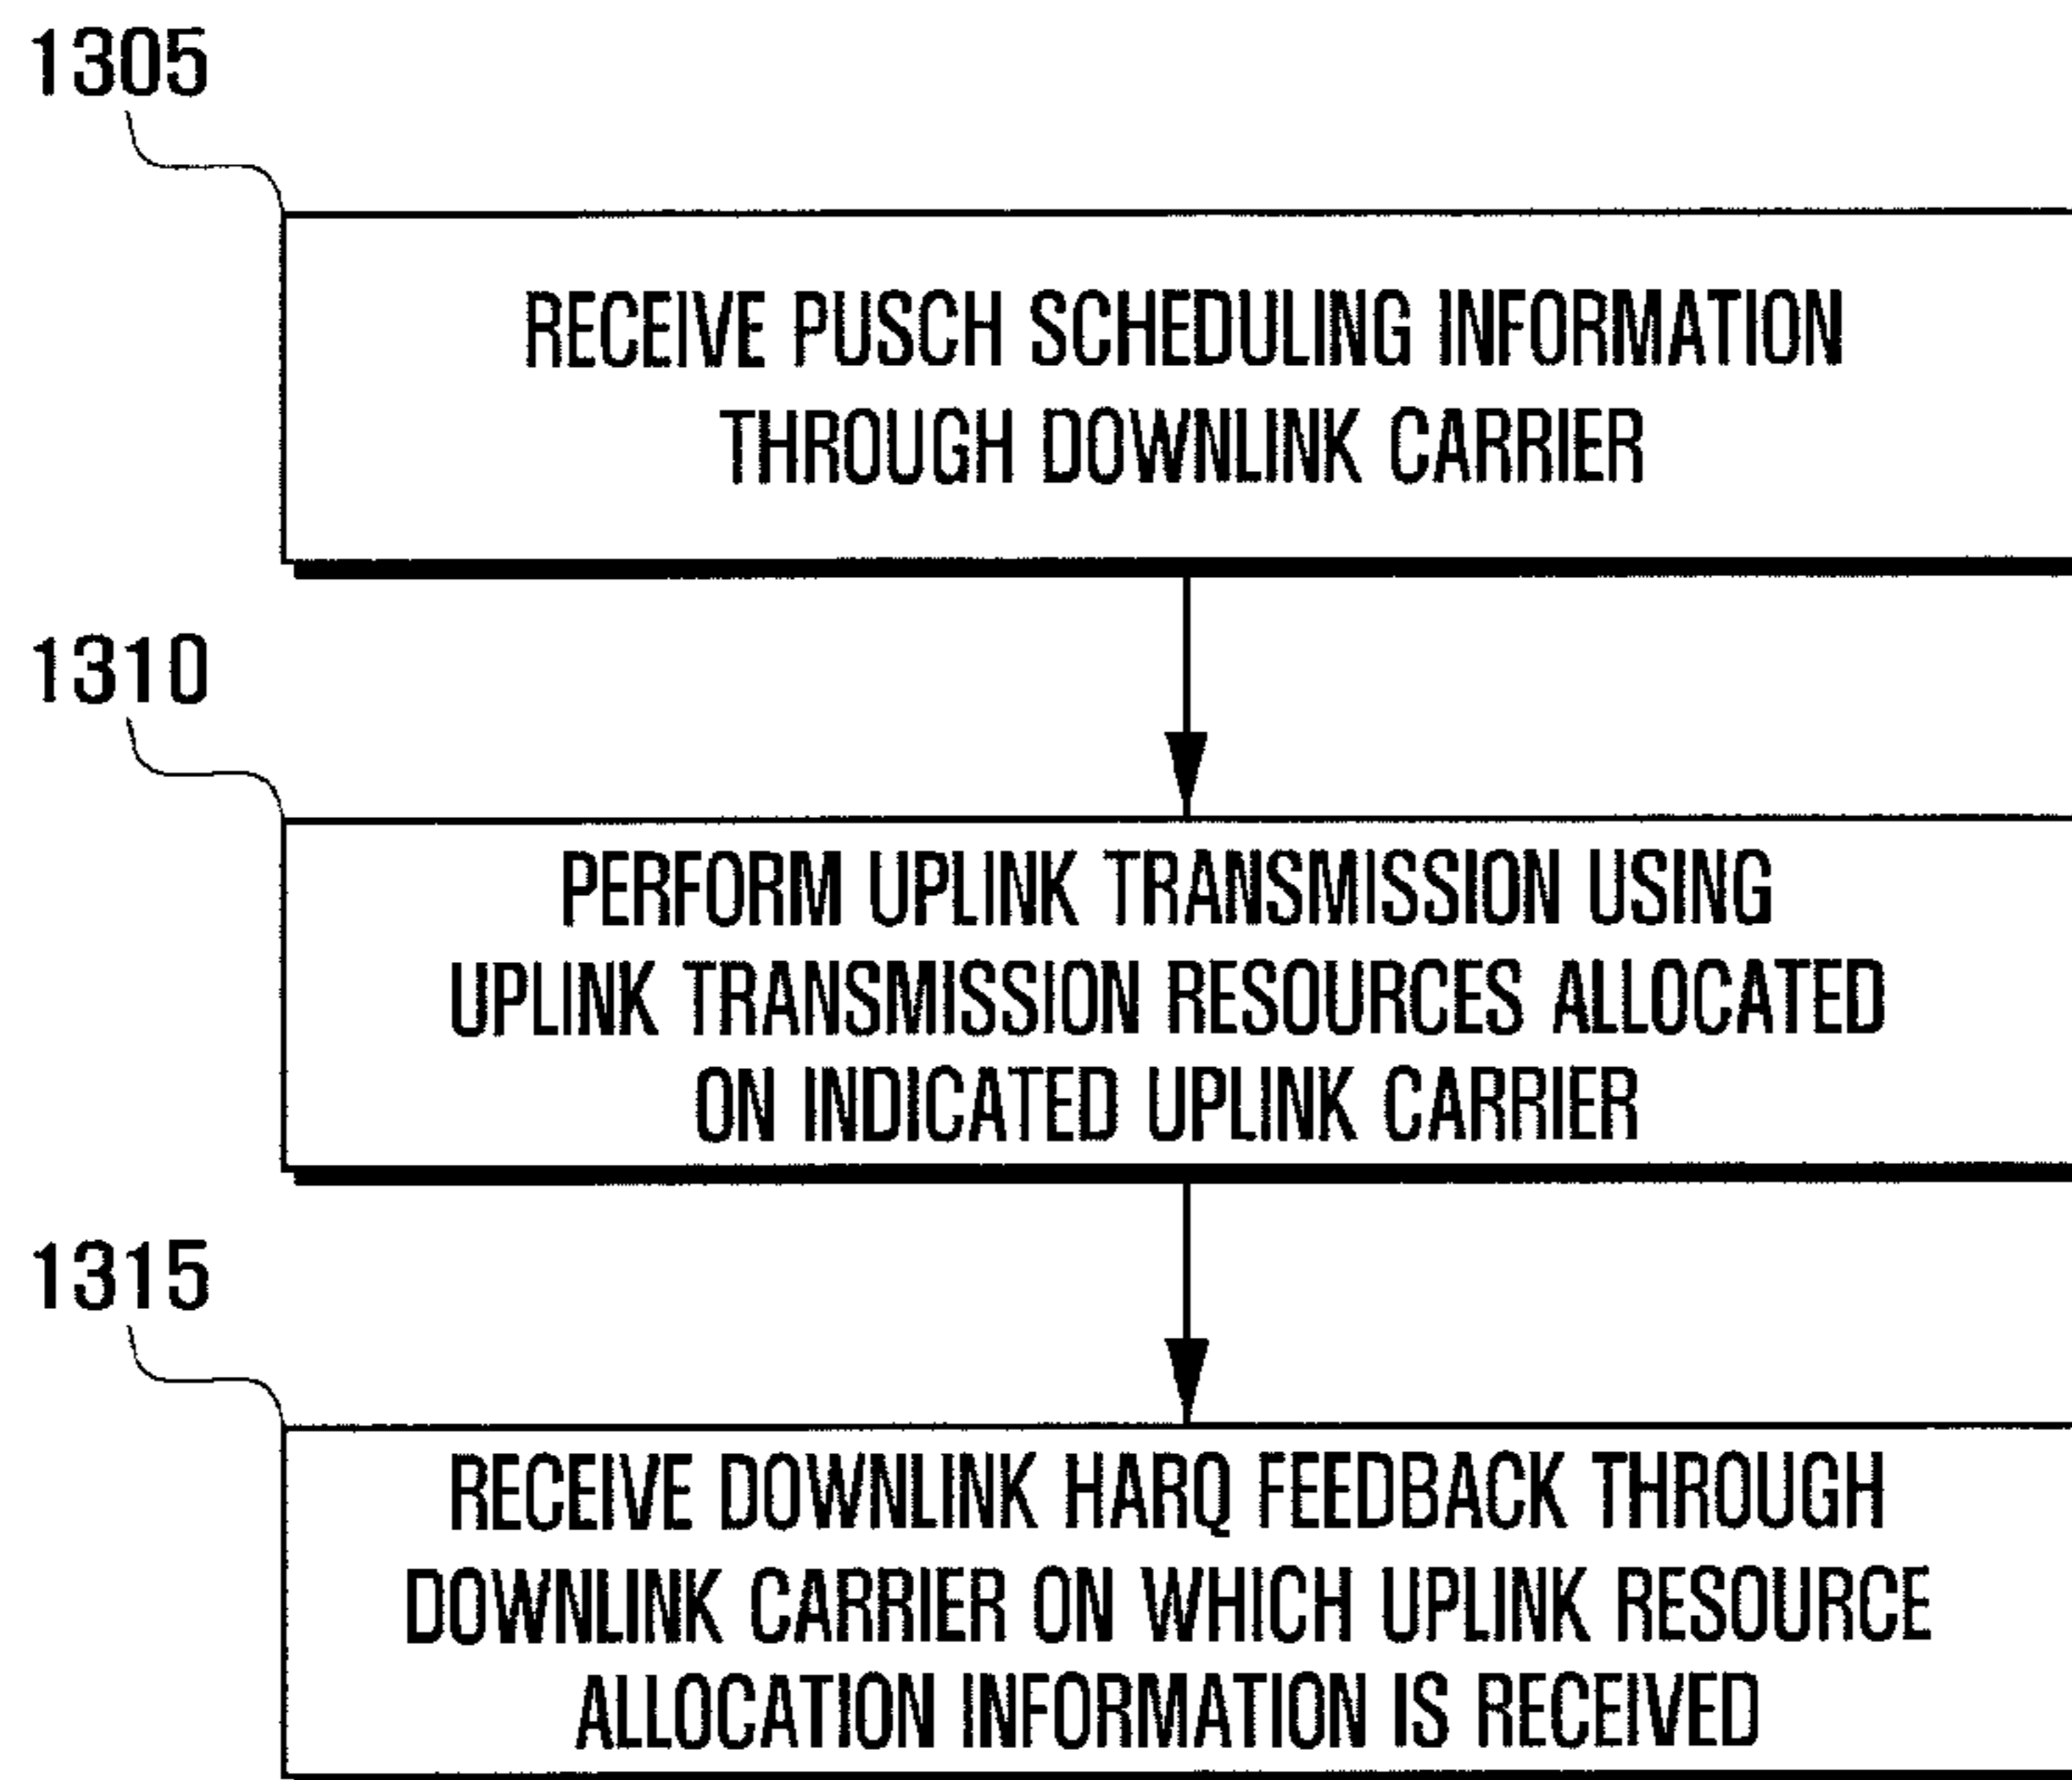 1305
RECEIVE PUSCH SCHEDULING INFORMATION
THROUGH DOWNLINK CARRIER
1310
PERFORM UPLINK TRANSMISSION USING
UPLINK TRANSMISSION RESOURCES ALLOCATED
ON INDICATED UPLINK CARRIER
1315
RECEIVE DOWNLINK HARQ FEEDBACK THROUGH
DOWNLINK CARRIER ON WHICH UPLINK RESOURCE
ALLOCATION INFORMATION IS RECEIVED